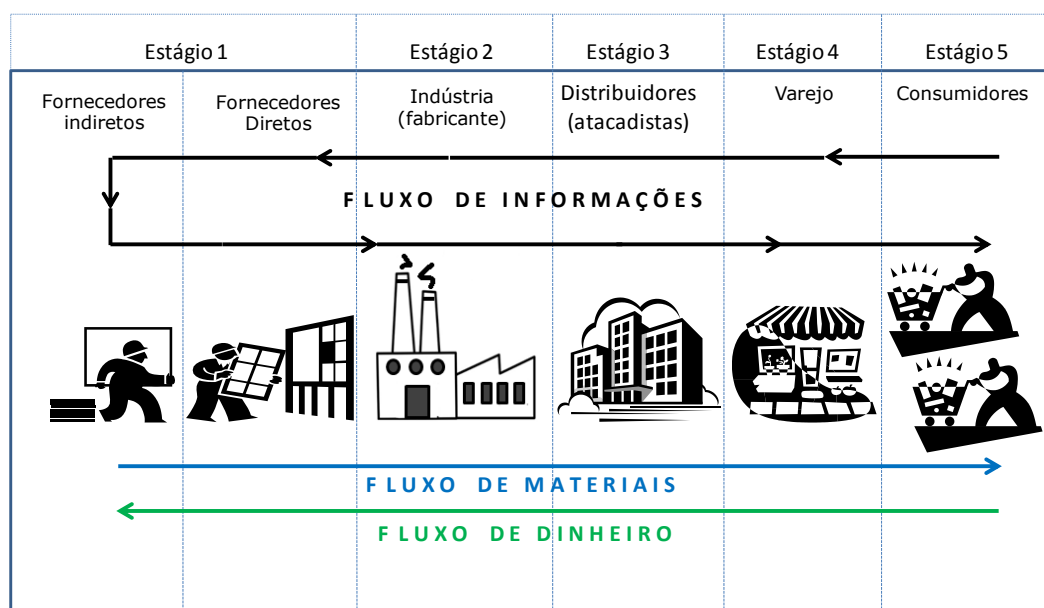 Estágio 1
Estágio 2
Estágio 3
Estágio 4
Estágio 5
Fornecedores
indiretos
Fornecedores
Diretos
Indústria
(fabricante)
Distribuidores
(atacadistas)
Varejo
Consumidores
FLUXO DE INFORMAÇÕES
FLUXO DE MATERIAIS
FLUXO DE DINHEIRO